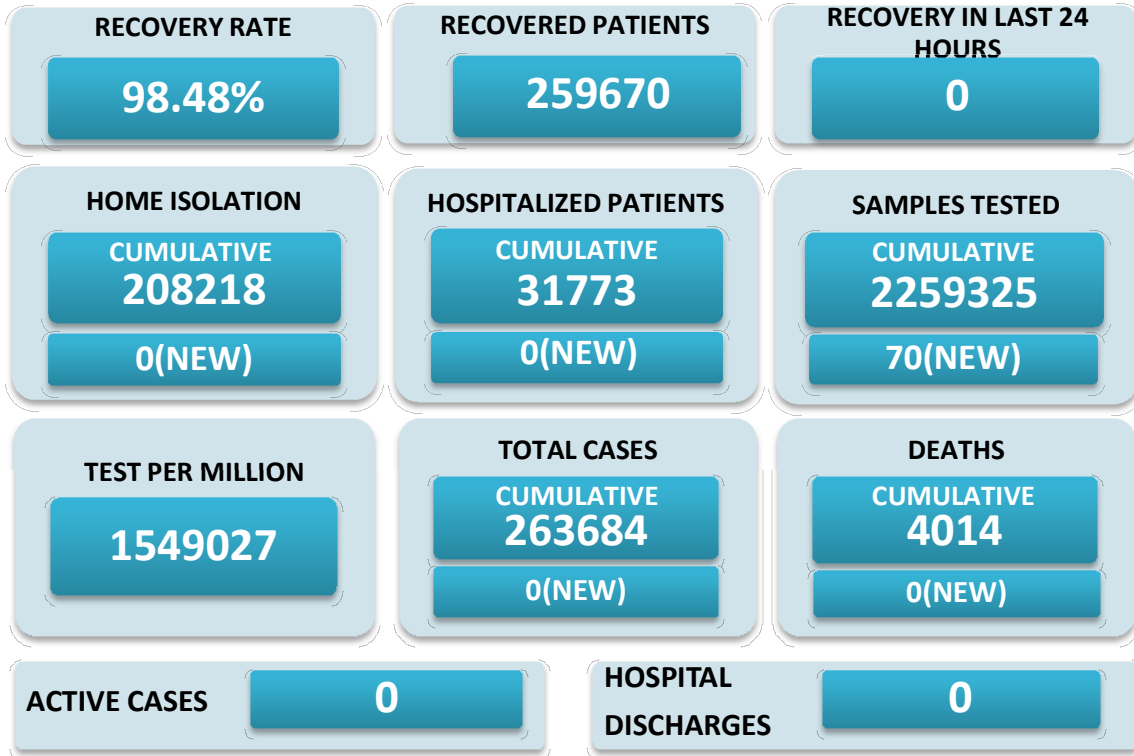 RECOVERY RATE
98.48%
RECOVERED PATIENTS
259670
RECOVERY IN LAST 24
HOURS
0
HOME ISOLATION
CUMULATIVE
208218
0(NEW)
HOSPITALIZED PATIENTS
CUMULATIVE
31773
0(NEW)
SAMPLES TESTED
CUMULATIVE
2259325
70(NEW)
TEST PER MILLION
1549027
TOTAL CASES
CUMULATIVE
263684
0(NEW)
DEATHS
CUMULATIVE
4014
0(NEW)
ACTIVE CASES
0
HOSPITAL
DISCHARGES
0